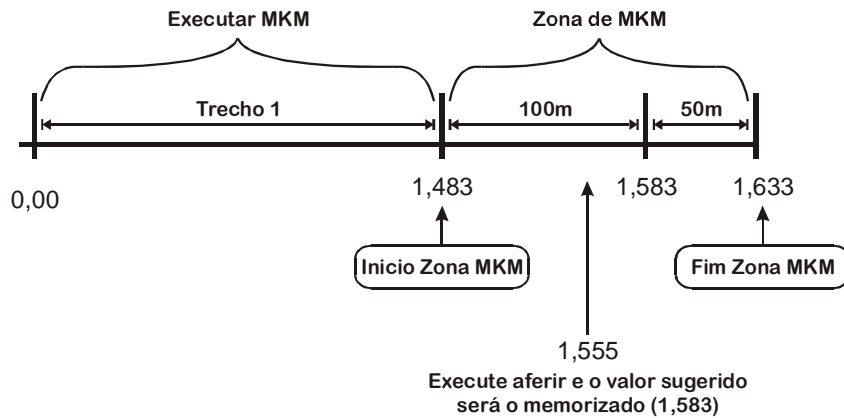 Executar MKM
Zona de MKM
Trecho 1
100m
50m
0,00
1,483
1,583
1,633
Inicio Zona MKM
Fim Zona MKM
1,555
Execute aferir e o valor sugerido
será o memorizado (1,583)